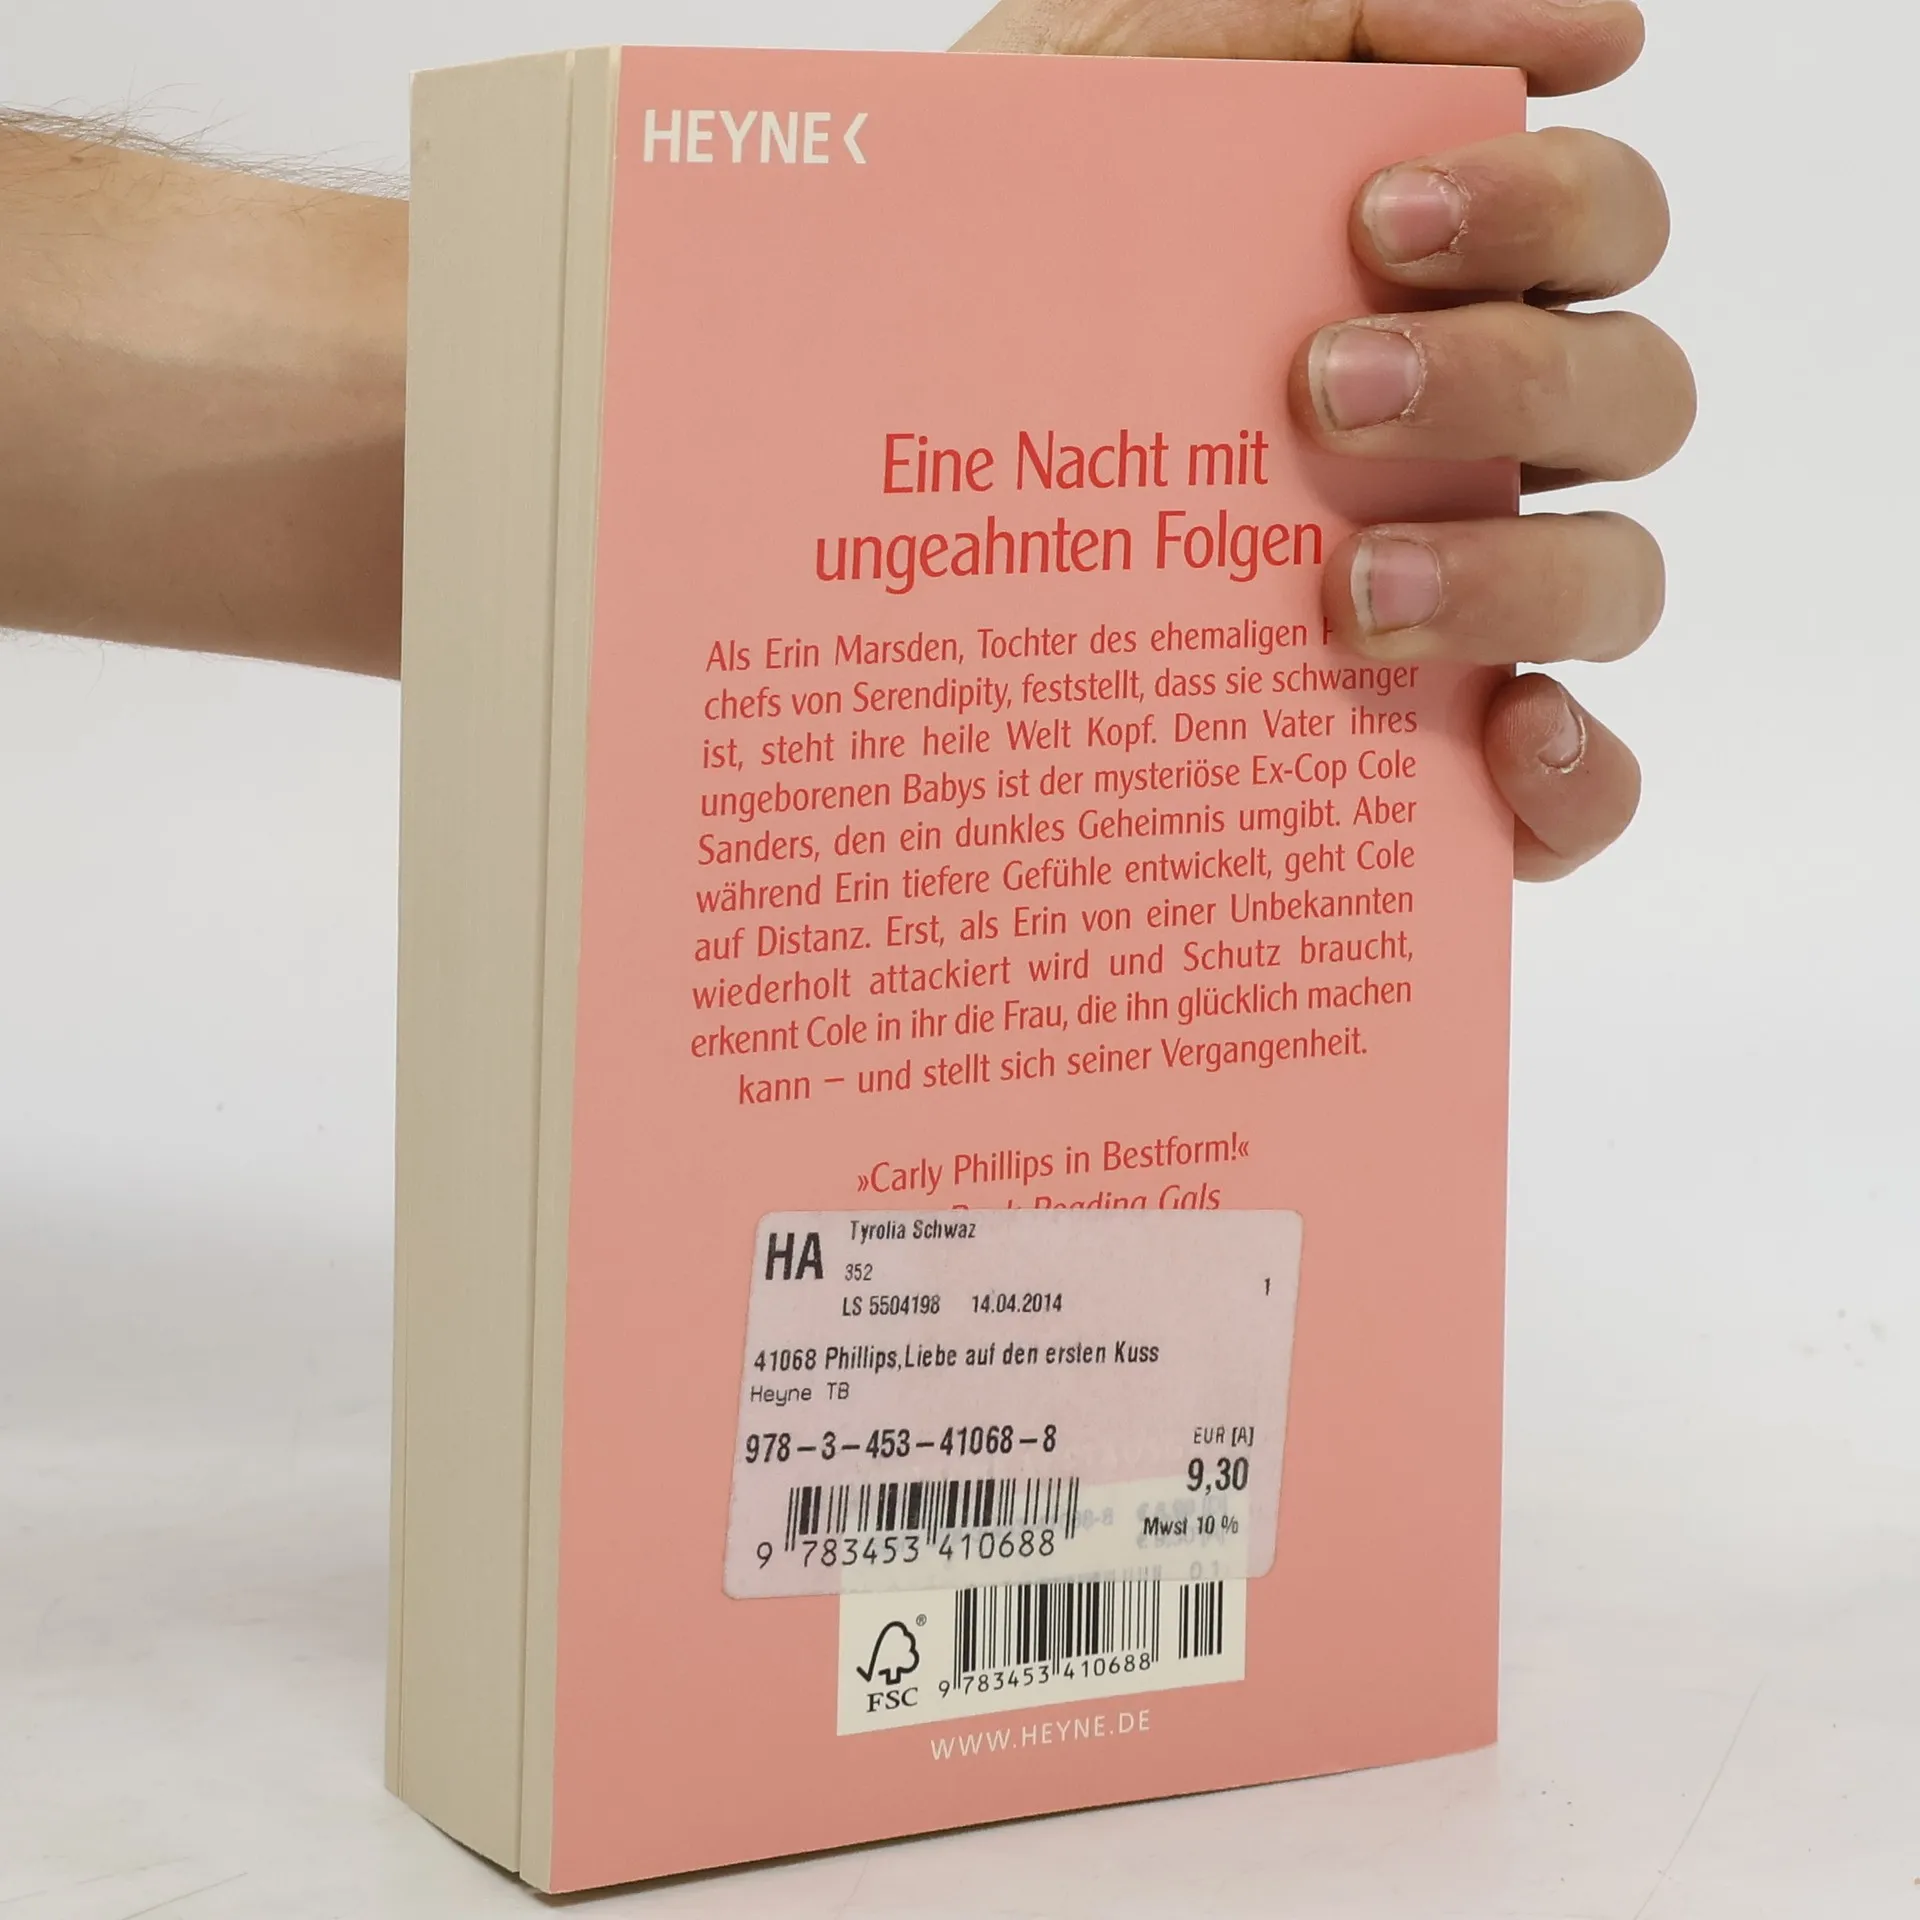 HEYNE
Eine Nacht mit
ungeahnten Folgen
Als Erin Marsden, Tochter des ehemaligen
chefs von Serendipity, feststellt, dass sie schwanger
ist, steht ihre heile Welt Kopf. Denn Vater ihres
ungeborenen Babys ist der mysteriöse Ex-Cop Cole
Sanders, den ein dunkles Geheimnis umgibt. Aber
während Erin tiefere Gefühle entwickelt, geht Cole
auf Distanz. Erst, als Erin von einer Unbekannten
wiederholt attackiert wird und Schutz braucht,
erkennt Cole in ihr die Frau, die ihn glücklich machen
kann – und stellt sich seiner Vergangenheit.
»Carly Phillips in Bestform!«
Reading Gals
HA Tyrolia Schwaz
352
1
LS 5504198 14.04.2014
41068 Phillips,Liebe auf den ersten Kuss
Heyne TB
978-3-453-41068-8
EUR [A]
9,30
Mwst 10 %
9 783453 410688
FSC ®
9 783453 410688
WWW.HEYNE.DE